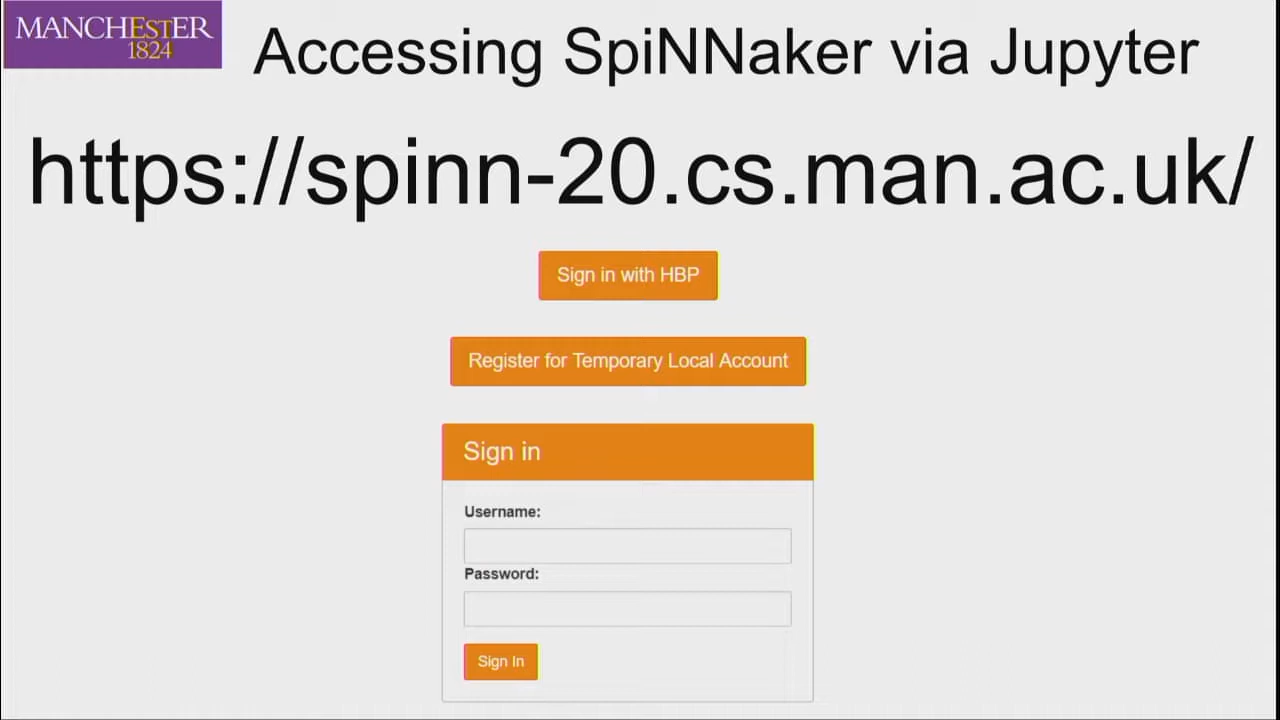 MANCHESTER
1824
Accessing SpiNNaker via Jupyter
https://spinn-20.cs.man.ac.uk/
Sign in with HBP
Register for Temporary Local Account
Sign in
Username:
Password:
Sign In